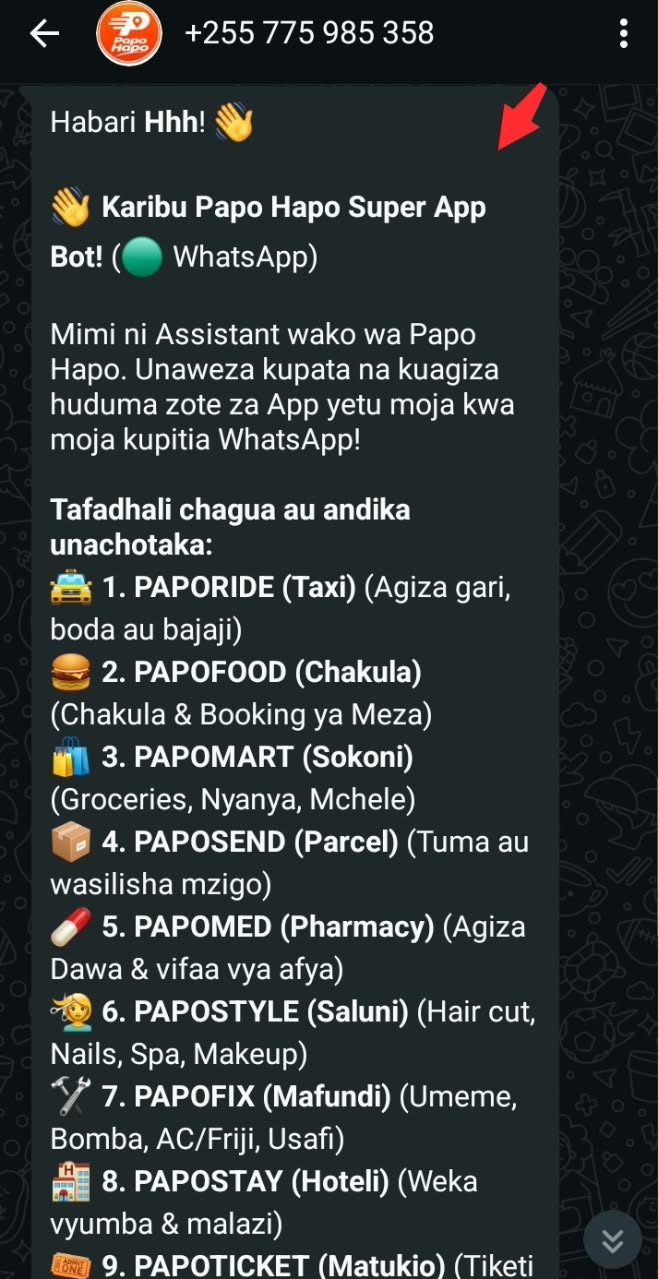 Papo
Hapo
+255 775 985 358
Habari Hhh! 👋
👋 Karibu Papo Hapo Super App
Bot! (🟢 WhatsApp)
Mimi ni Assistant wako wa Papo
Hapo. Unaweza kupata na kuagiza
huduma zote za App yetu moja kwa
moja kupitia WhatsApp!
Tafadhali chagua au andika
unachotaka:
🚕 1. PAPORIDE (Taxi) (Agiza gari,
boda au bajaji)
🍔 2. PAPOFOOD (Chakula)
(Chakula & Booking ya Meza)
🛍️ 3. PAPOMART (Sokoni)
(Groceries, Nyanya, Mchele)
📦 4. PAPOSEND (Parcel) (Tuma au
wasilisha mzigo)
💊 5. PAPOMED (Pharmacy) (Agiza
Dawa & vifaa vya afya)
💇 6. PAPOSTYLE (Saluni) (Hair cut,
Nails, Spa, Makeup)
🛠️ 7. PAPOFIX (Mafundi) (Umeme,
Bomba, AC/Friji, Usafi)
🏨 8. PAPOSTAY (Hoteli) (Weka
vyumba & malazi)
🎟️ 9. PAPOTICKET (Matukio) (Tiketi